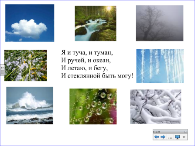 Я и туча, и туман,
И ручей, и океан,
И летаю, и бегу,
И стеклянной быть могу!